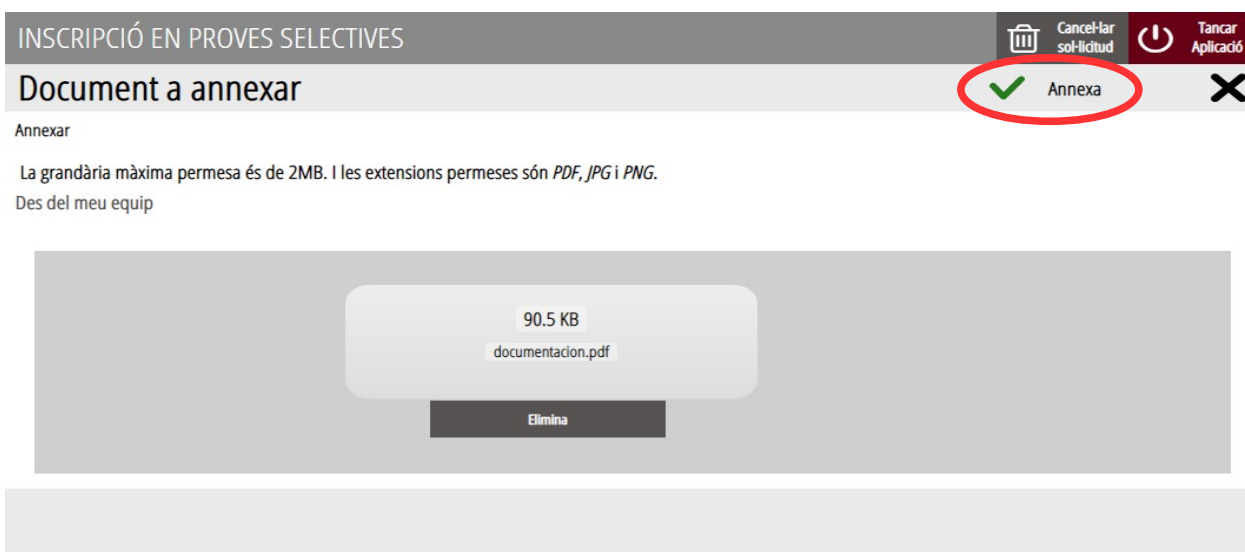 INSCRIPCIÓ EN PROVES SELECTIVES
Cancel·lar
sol·licitud
Tancar
Aplicació
Document a annexar
Annexa
Annexar
La grandària màxima permesa és de 2MB. I les extensions permeses són PDF, JPG i PNG.
Des del meu equip
90.5 KB
documentacion.pdf
Elimina